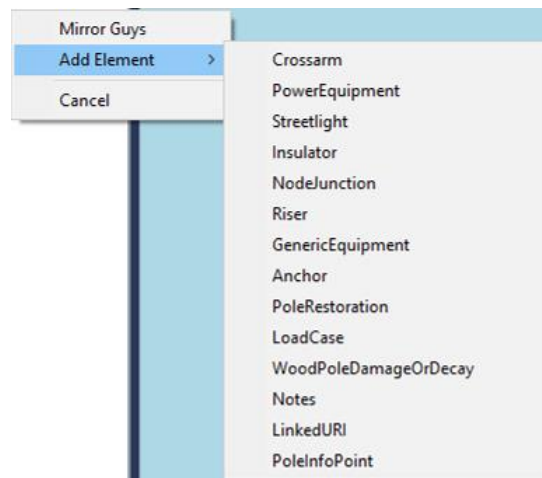 Mirror Guys
Add Element >
Cancel
Crossarm
PowerEquipment
Streetlight
Insulator
NodeJunction
Riser
GenericEquipment
Anchor
PoleRestoration
LoadCase
WoodPoleDamageOrDecay
Notes
LinkedURI
PoleInfoPoint